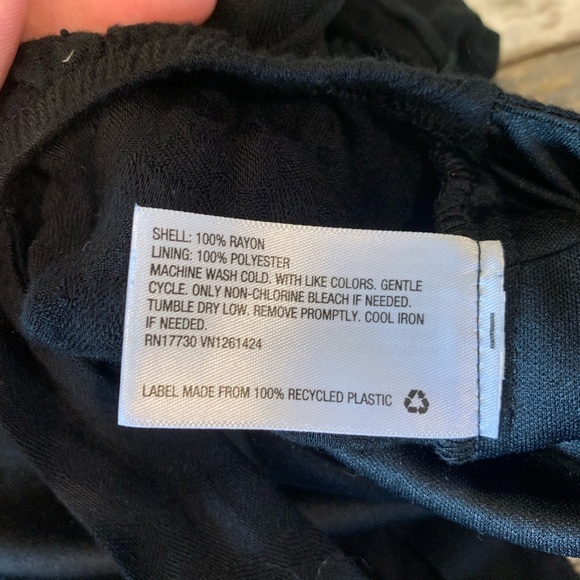 SHELL: 100% RAYON
LINING: 100% POLYESTER
MACHINE WASH COLD. WITH LIKE COLORS. GENTLE
CYCLE. ONLY NON-CHLORINE BLEACH IF NEEDED.
TUMBLE DRY LOW. REMOVE PROMPTLY. COOL IRON
IF NEEDED.
RN17730 VN1261424
LABEL MADE FROM 100% RECYCLED PLASTIC